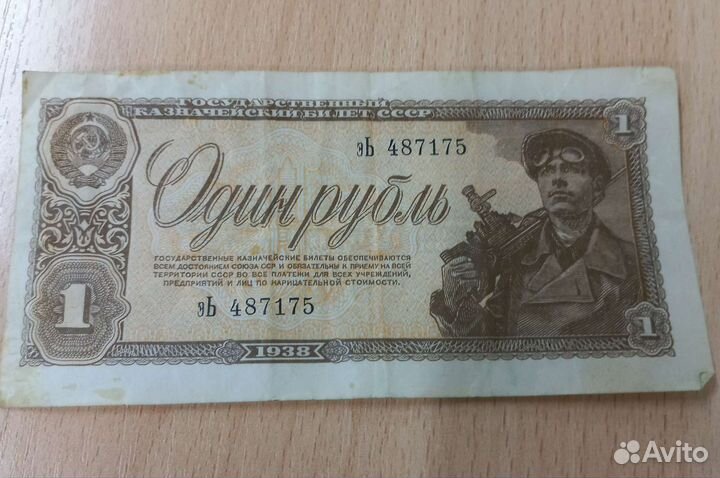 ГОСУДАРСТВЕННЫЙ
КАЗНАЧЕЙСКИЙ БИЛЕТ СССР
1
эЬ 487175
Один рубль
ГОСУДАРСТВЕННЫЕ КАЗНАЧЕЙСКИЕ БИЛЕТЫ ОБЕСПЕЧИВАЮТСЯ
ВСЕМ ДОСТОЯНИЕМ СОЮЗА ССР И ОБЯЗАТЕЛЬНЫ К ПРИЕМУ НА ВСЕЙ
ТЕРРИТОРИИ СССР ВО ВСЕ ПЛАТЕЖИ ДЛЯ ВСЕХ УЧРЕЖДЕНИЙ,
ПРЕДПРИЯТИЙ И ЛИЦ ПО НАРИЦАТЕЛЬНОЙ СТОИМОСТИ.
1
эЬ 487175
1
1938
Avito